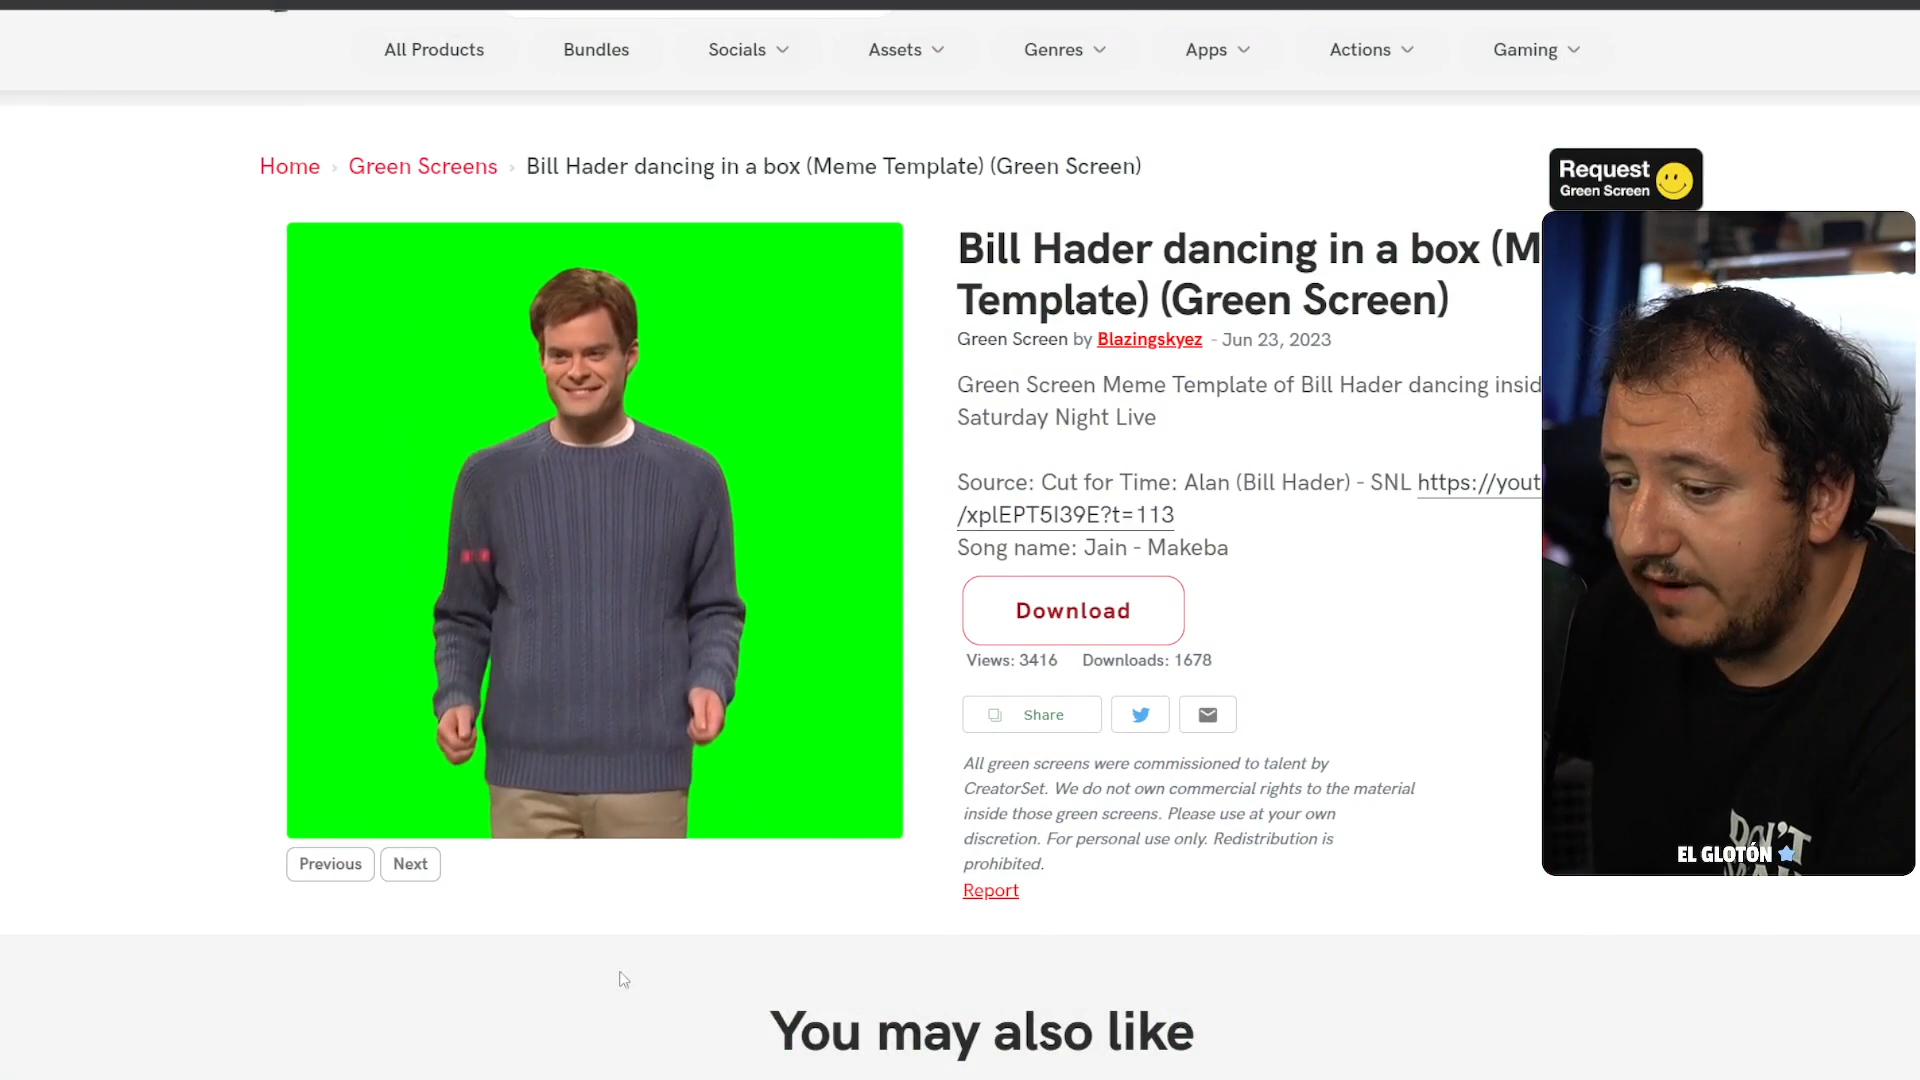 All Products
Bundles
Socials
Assets
Genres
Apps
Actions
Gaming
Home › Green Screens › Bill Hader dancing in a box (Meme Template) (Green Screen)
Request
Green Screen
Bill Hader dancing in a box (M
Template) (Green Screen)
Green Screen by Blazingskyez - Jun 23, 2023
Green Screen Meme Template of Bill Hader dancing insid
Saturday Night Live
Source: Cut for Time: Alan (Bill Hader) - SNL https://yout
/xplEPT5I39E?t=113
Song name: Jain - Makeba
Download
Views: 3416 Downloads: 1678
Share
All green screens were commissioned to talent by
CreatorSet. We do not own commercial rights to the material
inside those green screens. Please use at your own
discretion. For personal use only. Redistribution is
prohibited.
Report
Previous
Next
DON'T
EL GLOTÓN
You may also like